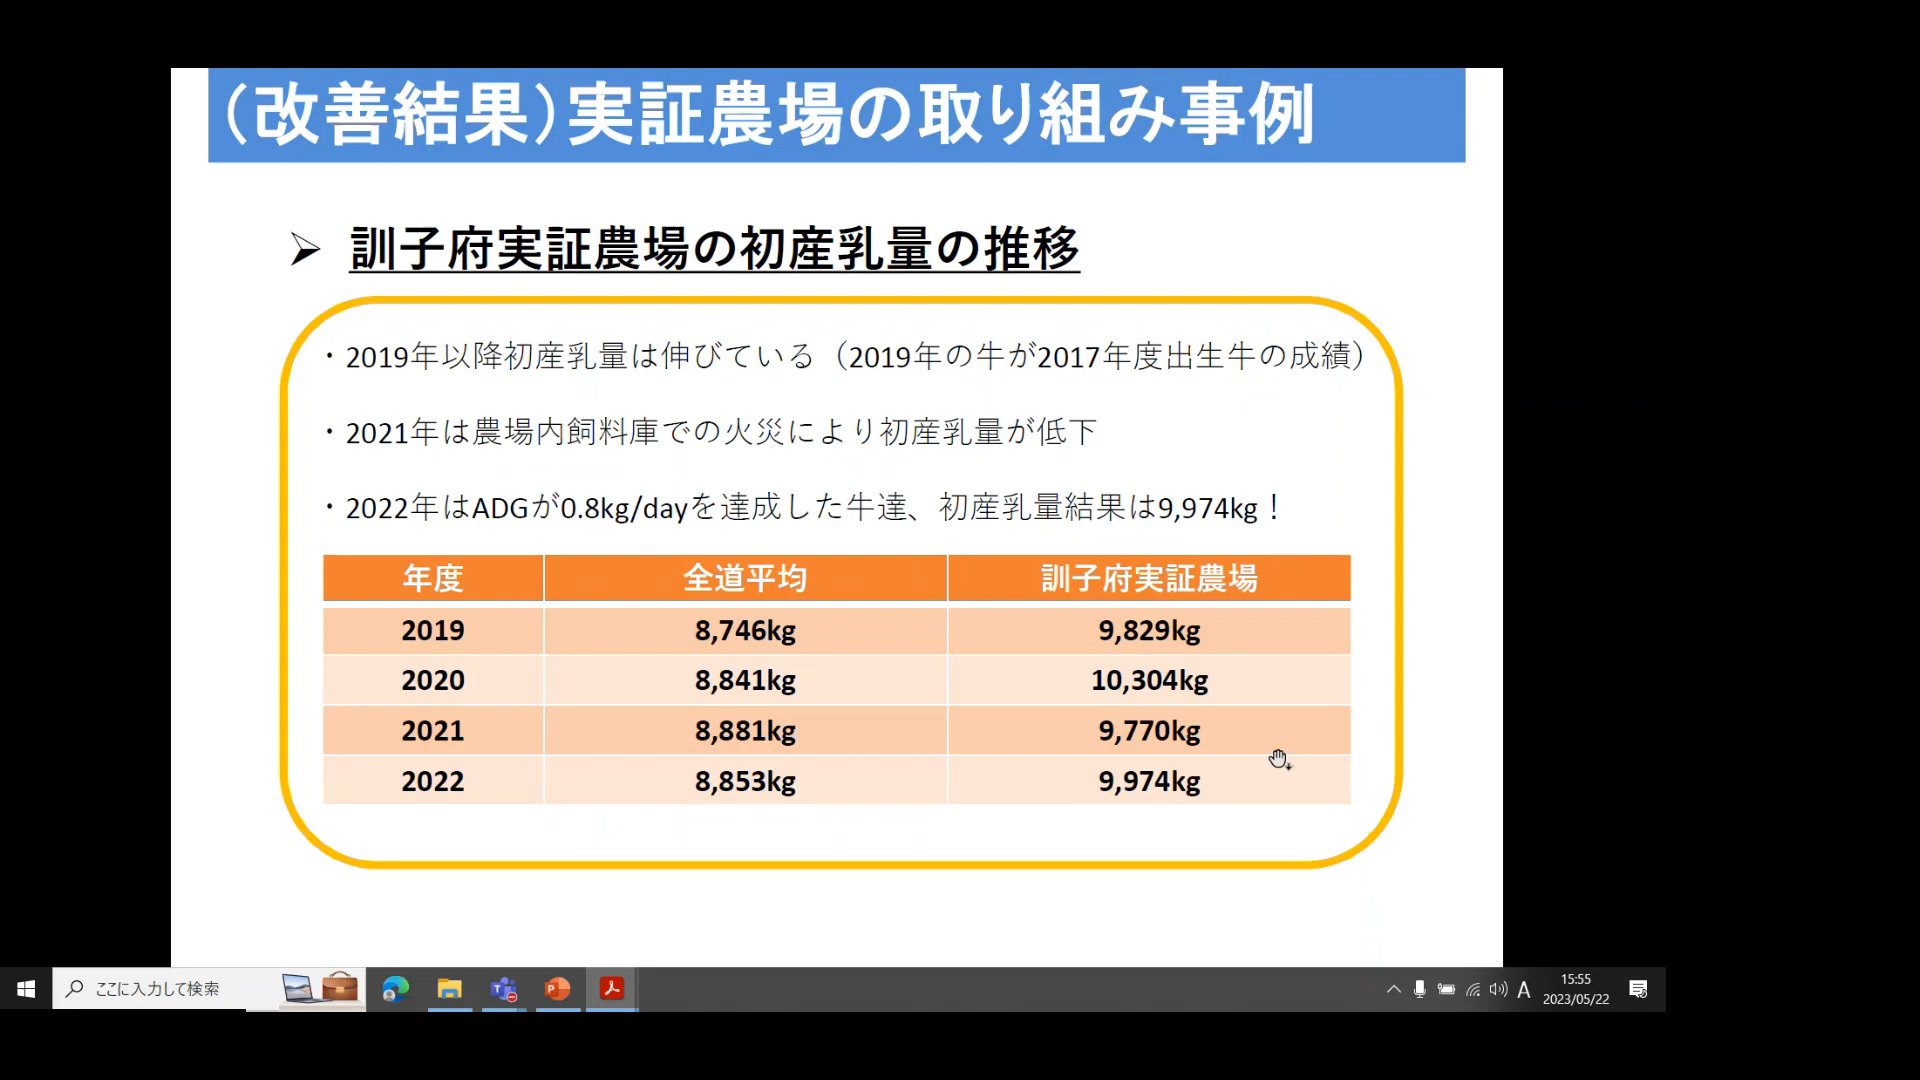 （改善結果）実証農場の取り組み事例
➢ 訓子府実証農場の初産乳量の推移
・2019年以降初産乳量は伸びている（2019年の牛が2017年度出生牛の成績）
・2021年は農場内飼料庫での火災により初産乳量が低下
・2022年はADGが0.8kg/dayを達成した牛達、初産乳量結果は9,974kg！
年度 全道平均 訓子府実証農場
2019 8,746kg 9,829kg
2020 8,841kg 10,304kg
2021 8,881kg 9,770kg
2022 8,853kg 9,974kg
ここに入力して検索
A
15:55
2023/05/22